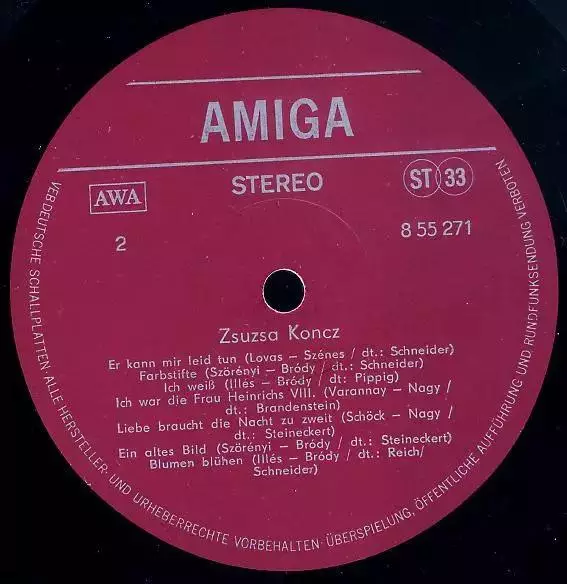 AMIGA
STEREO
ST 33
AWA
2
8 55 271
Zsuzsa Koncz
Er kann mir leid tun (Lovas – Szénes / dt.: Schneider)
Farbstifte (Szörényi – Bródy / dt.: Schneider)
Ich weiß (Illés – Bródy / dt: Pippig)
Ich war die Frau Heinrichs VIII. (Varannay – Nagy /
dt.: Brandenstein)
Liebe braucht die Nacht zu zweit (Schöck – Nagy /
dt.: Steineckert)
Ein altes Bild (Szörényi – Bródy / dt.: Steineckert)
Blumen blühen (Illés – Bródy / dt.: Reich/
Schneider)
VEB DEUTSCHE SCHALLPLATTEN · ALLE HERSTELLER- UND URHEBERRECHTE VORBEHALTEN · ÜBERSPIELUNG, ÖFFENTLICHE AUFFÜHRUNG UND RUNDFUNKSENDUNG VERBOTEN